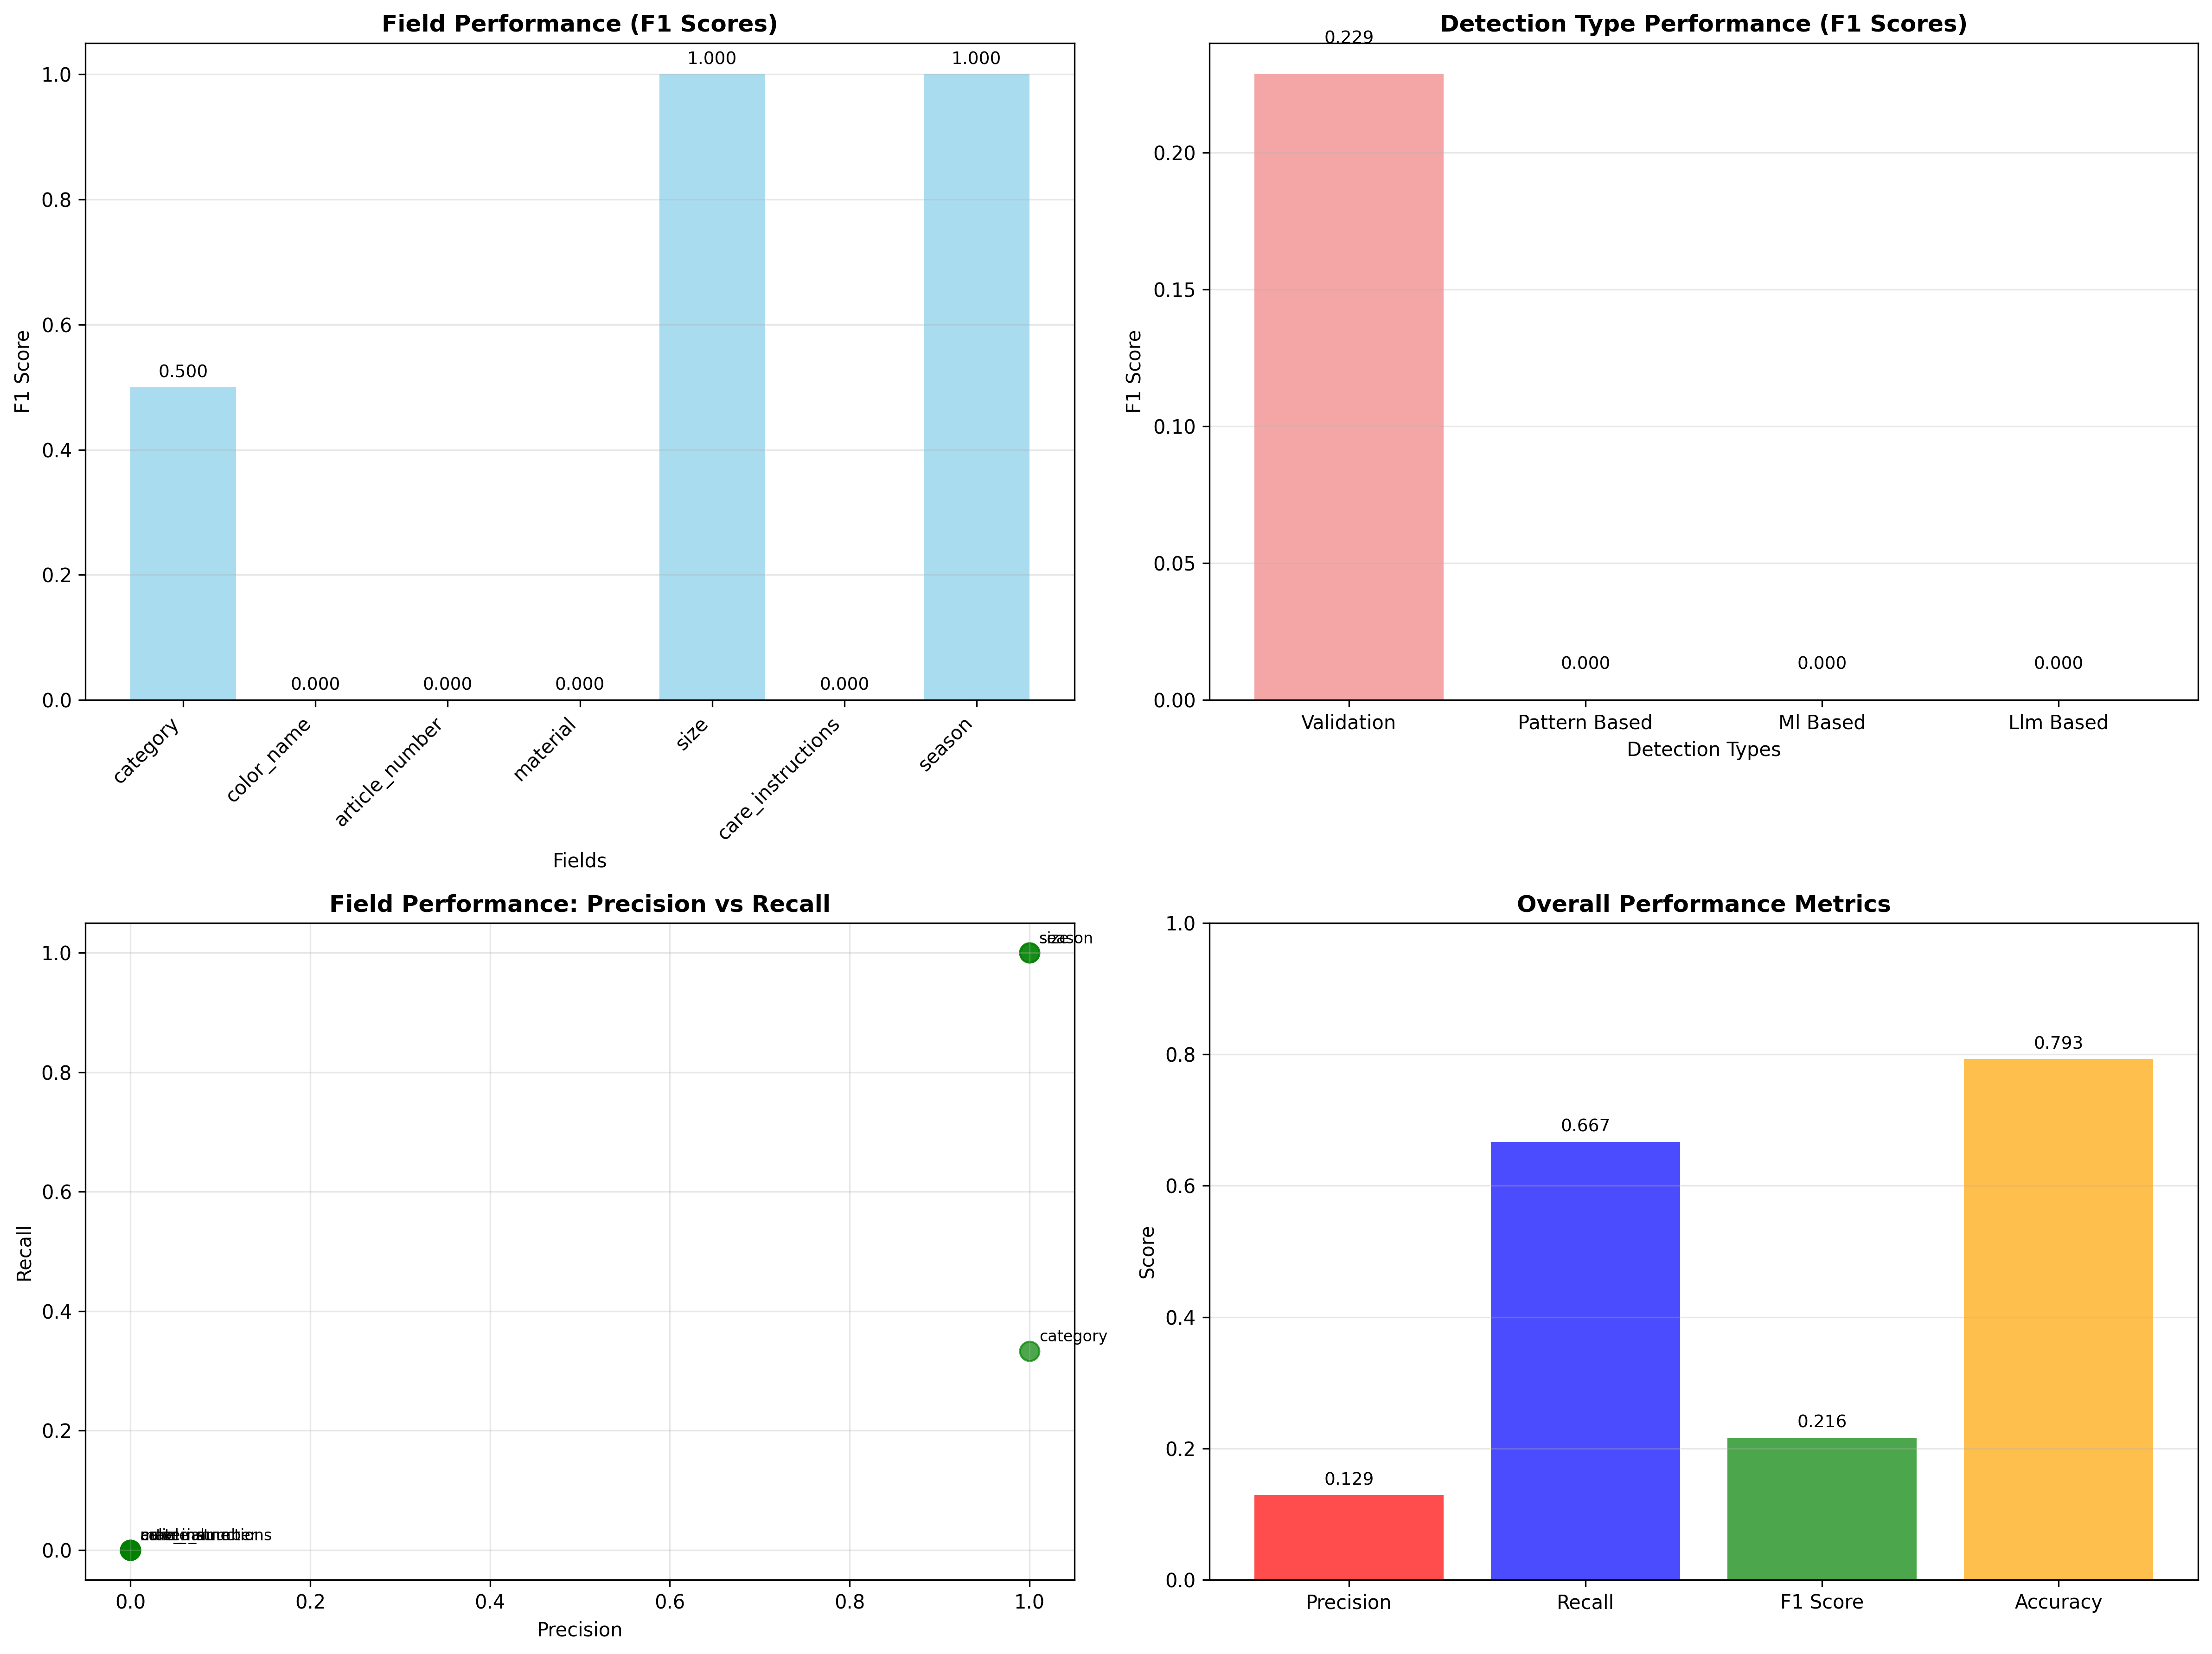 Field Performance (F1 Scores)
F1 Score
1.0
0.8
0.6
0.4
0.2
0.0
0.500
0.000
0.000
0.000
1.000
0.000
1.000
category
color_name
article_number
material
size
care_instructions
season
Fields
Detection Type Performance (F1 Scores)
F1 Score
0.20
0.15
0.10
0.05
0.00
0.229
0.000
0.000
0.000
Validation
Pattern Based
Ml Based
Llm Based
Detection Types
Field Performance: Precision vs Recall
Recall
1.0
0.8
0.6
0.4
0.2
0.0
season
category
0.0
0.2
0.4
0.6
0.8
1.0
Precision
Overall Performance Metrics
Score
1.0
0.8
0.6
0.4
0.2
0.0
0.129
0.667
0.216
0.793
Precision
Recall
F1 Score
Accuracy